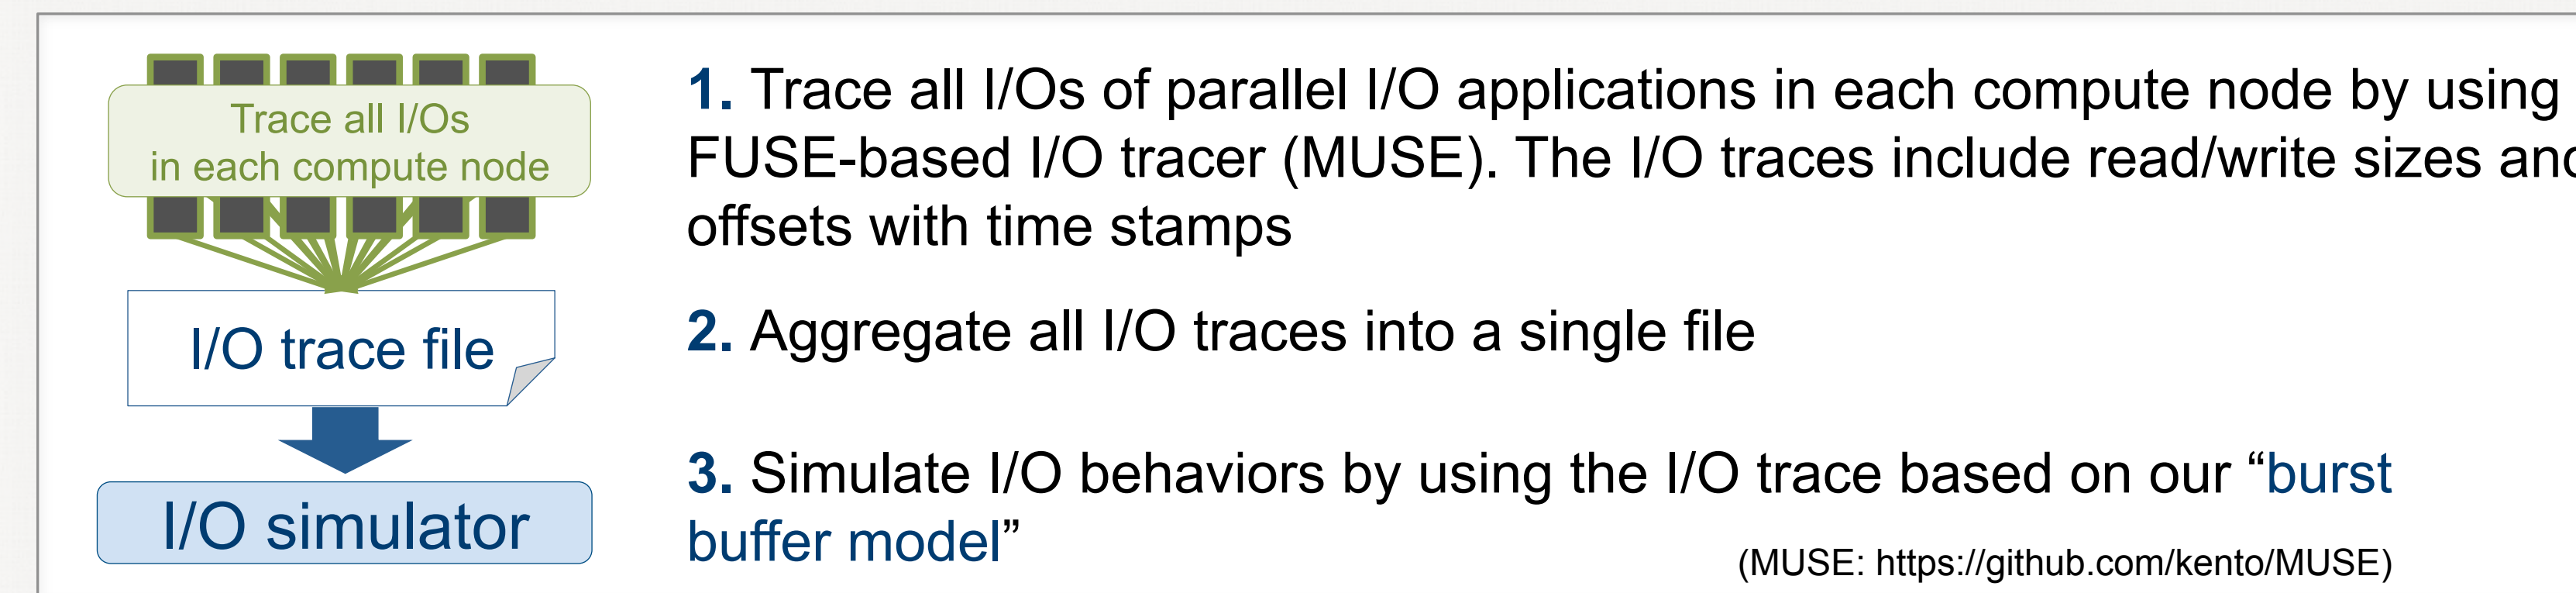 Trace all I/Os
in each compute node
I/O trace file
I/O simulator
1. Trace all I/Os of parallel I/O applications in each compute node by using
FUSE-based I/O tracer (MUSE). The I/O traces include read/write sizes and
offsets with time stamps
2. Aggregate all I/O traces into a single file
3. Simulate I/O behaviors by using the I/O trace based on our “burst
buffer model”
(MUSE: https://github.com/kento/MUSE)